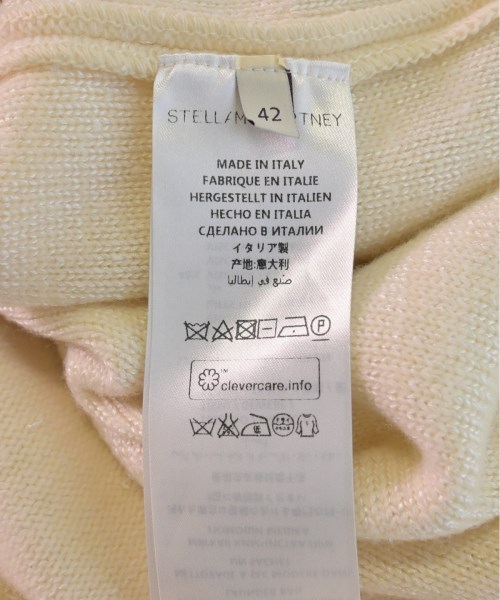 42
STELLA TNEY
MADE IN ITALY
FABRIQUE EN ITALIE
HERGESTELLT IN ITALIEN
HECHO EN ITALIA
СДЕЛАНО В ИТАЛИИ
イタリア製
产地:意大利
صنع في إيطاليا
P
TM
clevercare.info